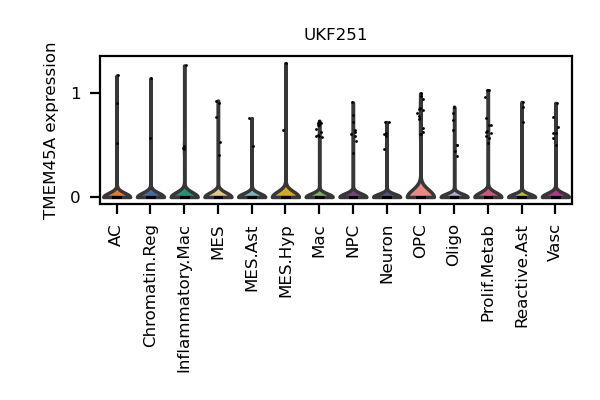 UKF251
TMEM45A expression
1
0
AC
Chromatin.Reg
Inflammatory.Mac
MES
MES.Ast
MES.Hyp
Mac
NPC
Neuron
OPC
Oligo
Prolif.Metab
Reactive.Ast
Vasc